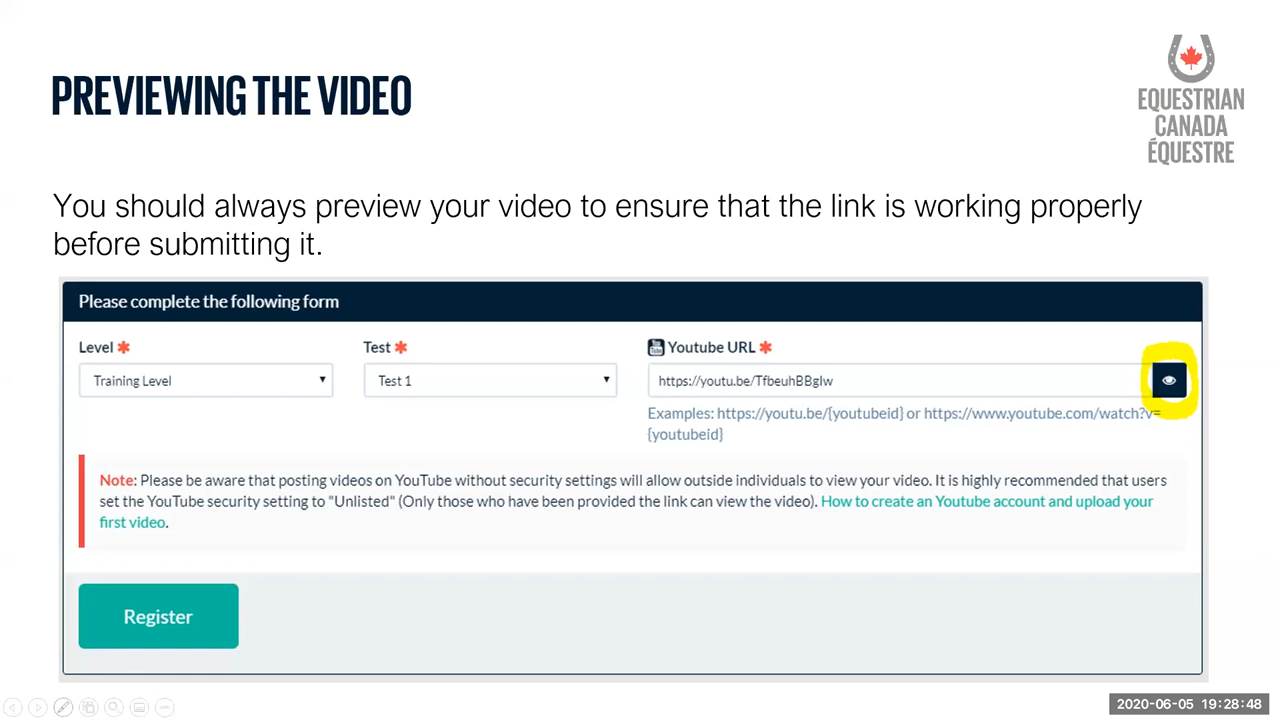 PREVIEWING THE VIDEO
EQUESTRIAN
CANADA
ÉQUESTRE
You should always preview your video to ensure that the link is working properly
before submitting it.
Please complete the following form
Level *
Test *
Youtube URL *
Training Level
Test 1
https://youtu.be/TfbeuhBBgIw
Examples: https://youtu.be/{youtubeid} or https://www.youtube.com/watch?v=
{youtubeid}
Note: Please be aware that posting videos on YouTube without security settings will allow outside individuals to view your video. It is highly recommended that users
set the YouTube security setting to "Unlisted" (Only those who have been provided the link can view the video). How to create an Youtube account and upload your
first video.
Register
2020-06-05 19:28:48